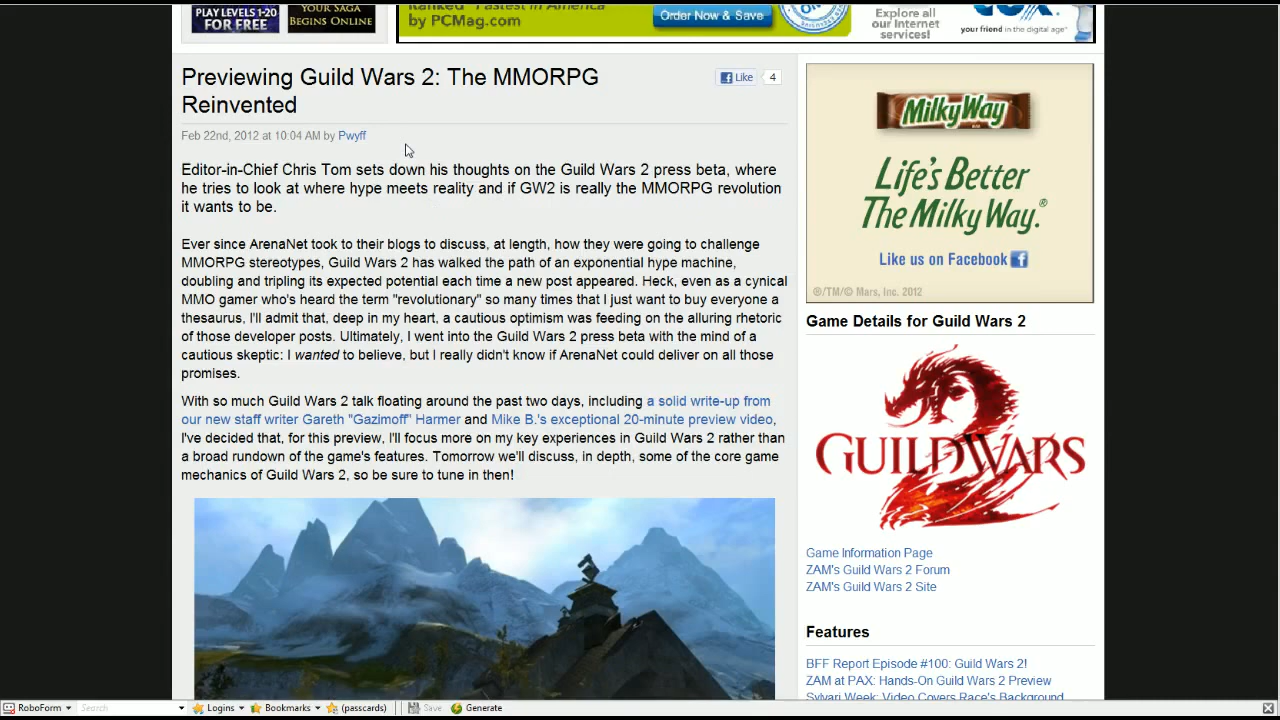 PLAY LEVELS 1-20
FOR FREE
YOUR SAGA
BEGINS ONLINE
Ranked "Fastest in America"
by PCMag.com
Order Now & Save
Explore all
our Internet
services!
your friend in the digital age
Previewing Guild Wars 2: The MMORPG
Reinvented
Like
4
Feb 22nd, 2012 at 10:04 AM by Pwyff
Editor-in-Chief Chris Tom sets down his thoughts on the Guild Wars 2 press beta, where
he tries to look at where hype meets reality and if GW2 is really the MMORPG revolution
it wants to be.
Ever since ArenaNet took to their blogs to discuss, at length, how they were going to challenge
MMORPG stereotypes, Guild Wars 2 has walked the path of an exponential hype machine,
doubling and tripling its expected potential each time a new post appeared. Heck, even as a cynical
MMO gamer who's heard the term "revolutionary" so many times that I just want to buy everyone a
thesaurus, I'll admit that, deep in my heart, a cautious optimism was feeding on the alluring rhetoric
of those developer posts. Ultimately, I went into the Guild Wars 2 press beta with the mind of a
cautious skeptic: I wanted to believe, but I really didn't know if ArenaNet could deliver on all those
promises.
With so much Guild Wars 2 talk floating around the past two days, including a solid write-up from
our new staff writer Gareth "Gazimoff" Harmer and Mike B.'s exceptional 20-minute preview video,
I've decided that, for this preview, I'll focus more on my key experiences in Guild Wars 2 rather than
a broad rundown of the game's features. Tomorrow we'll discuss, in depth, some of the core game
mechanics of Guild Wars 2, so be sure to tune in then!
MilkyWay
Life's Better
The Milky Way.®
Like us on Facebook
®/TM/© Mars, Inc. 2012
Game Details for Guild Wars 2
GUILD WARS
2
Game Information Page
ZAM's Guild Wars 2 Forum
ZAM's Guild Wars 2 Site
Features
BFF Report Episode #100: Guild Wars 2!
ZAM at PAX: Hands-On Guild Wars 2 Preview
Sylvari Week: Video Covers Race's Background
RoboForm
Search
Logins
Bookmarks
(passcards)
Save
Generate